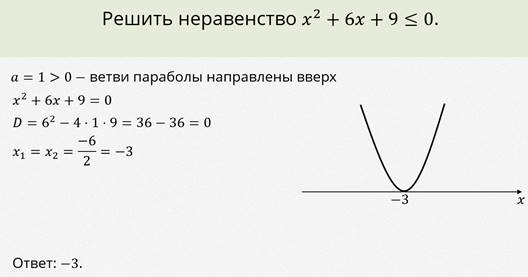 Решить неравенство x² + 6x + 9 ≤ 0.
a = 1 > 0 − ветви параболы направлены вверх
x² + 6x + 9 = 0
D = 6² − 4 · 1 · 9 = 36 − 36 = 0
x₁ = x₂ = −6/2 = −3
−3
x
Ответ: −3.